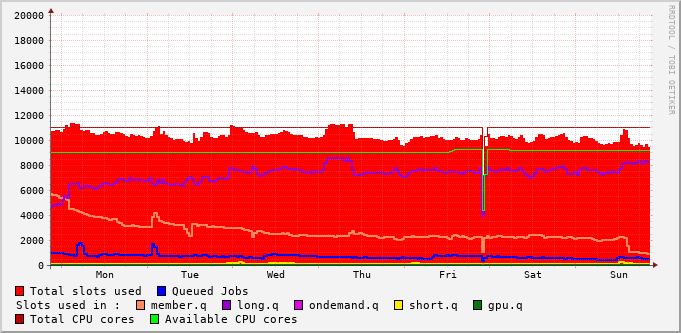 RRDTOOL / TOBI OETIKER
20000
18000
16000
14000
12000
10000
8000
6000
4000
2000
0
Mon Tue Wed Thu Fri Sat Sun
Total slots used Queued Jobs
Slots used in : member.q long.q ondemand.q short.q gpu.q
Total CPU cores Available CPU cores